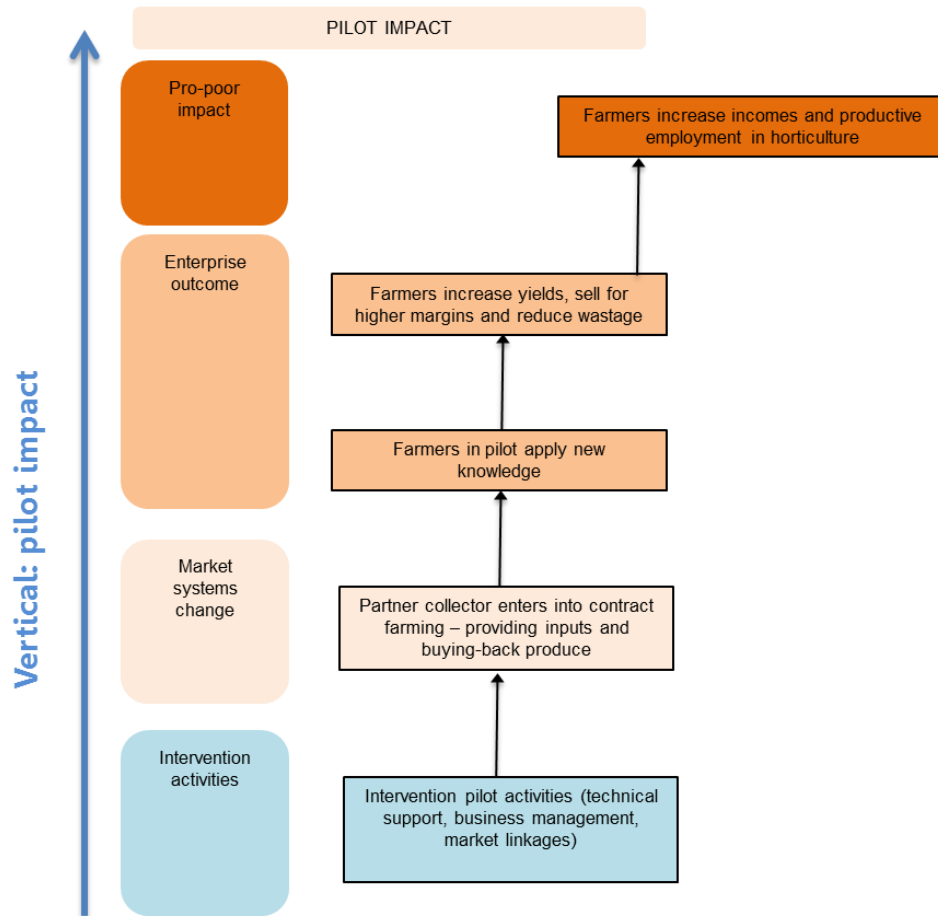 PILOT IMPACT
Vertical: pilot impact
Pro-poor
impact
Farmers increase incomes and productive
employment in horticulture
Enterprise
outcome
Farmers increase yields, sell for
higher margins and reduce wastage
Farmers in pilot apply new
knowledge
Market
systems
change
Partner collector enters into contract
farming – providing inputs and
buying-back produce
Intervention
activities
Intervention pilot activities (technical
support, business management,
market linkages)